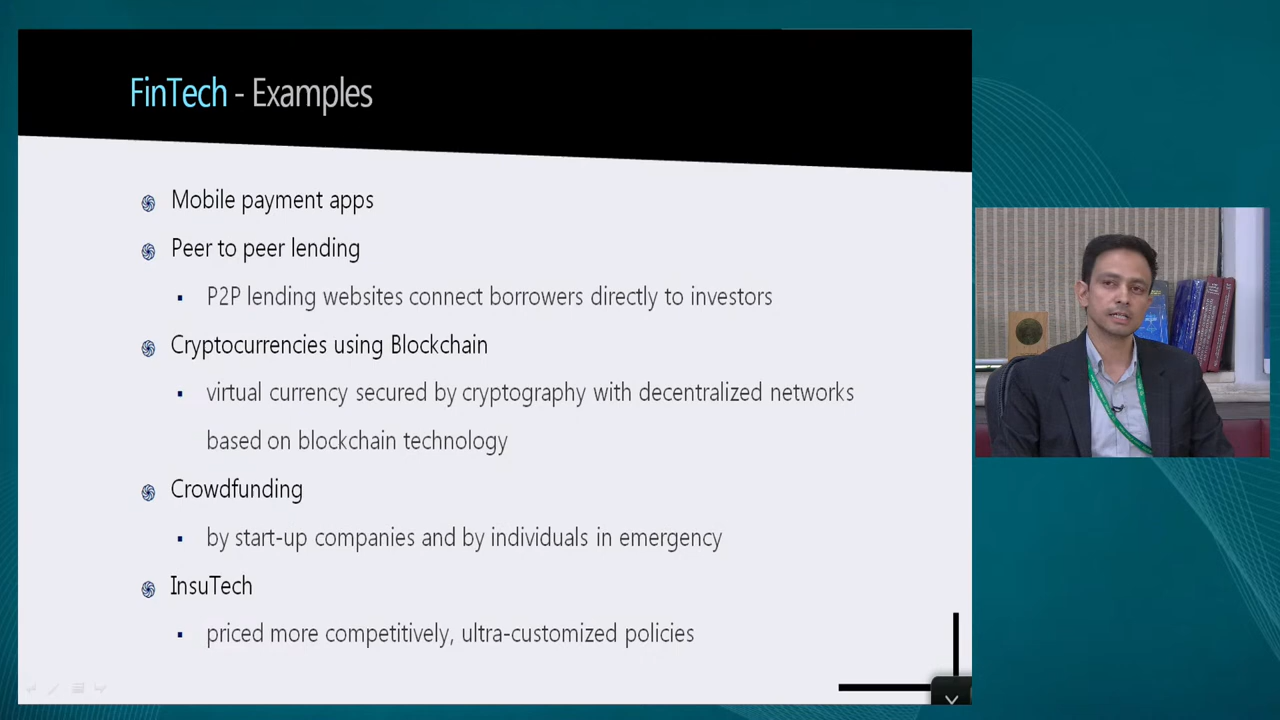 FinTech - Examples
Mobile payment apps
Peer to peer lending
P2P lending websites connect borrowers directly to investors
Cryptocurrencies using Blockchain
virtual currency secured by cryptography with decentralized networks
based on blockchain technology
Crowdfunding
by start-up companies and by individuals in emergency
InsuTech
priced more competitively, ultra-customized policies